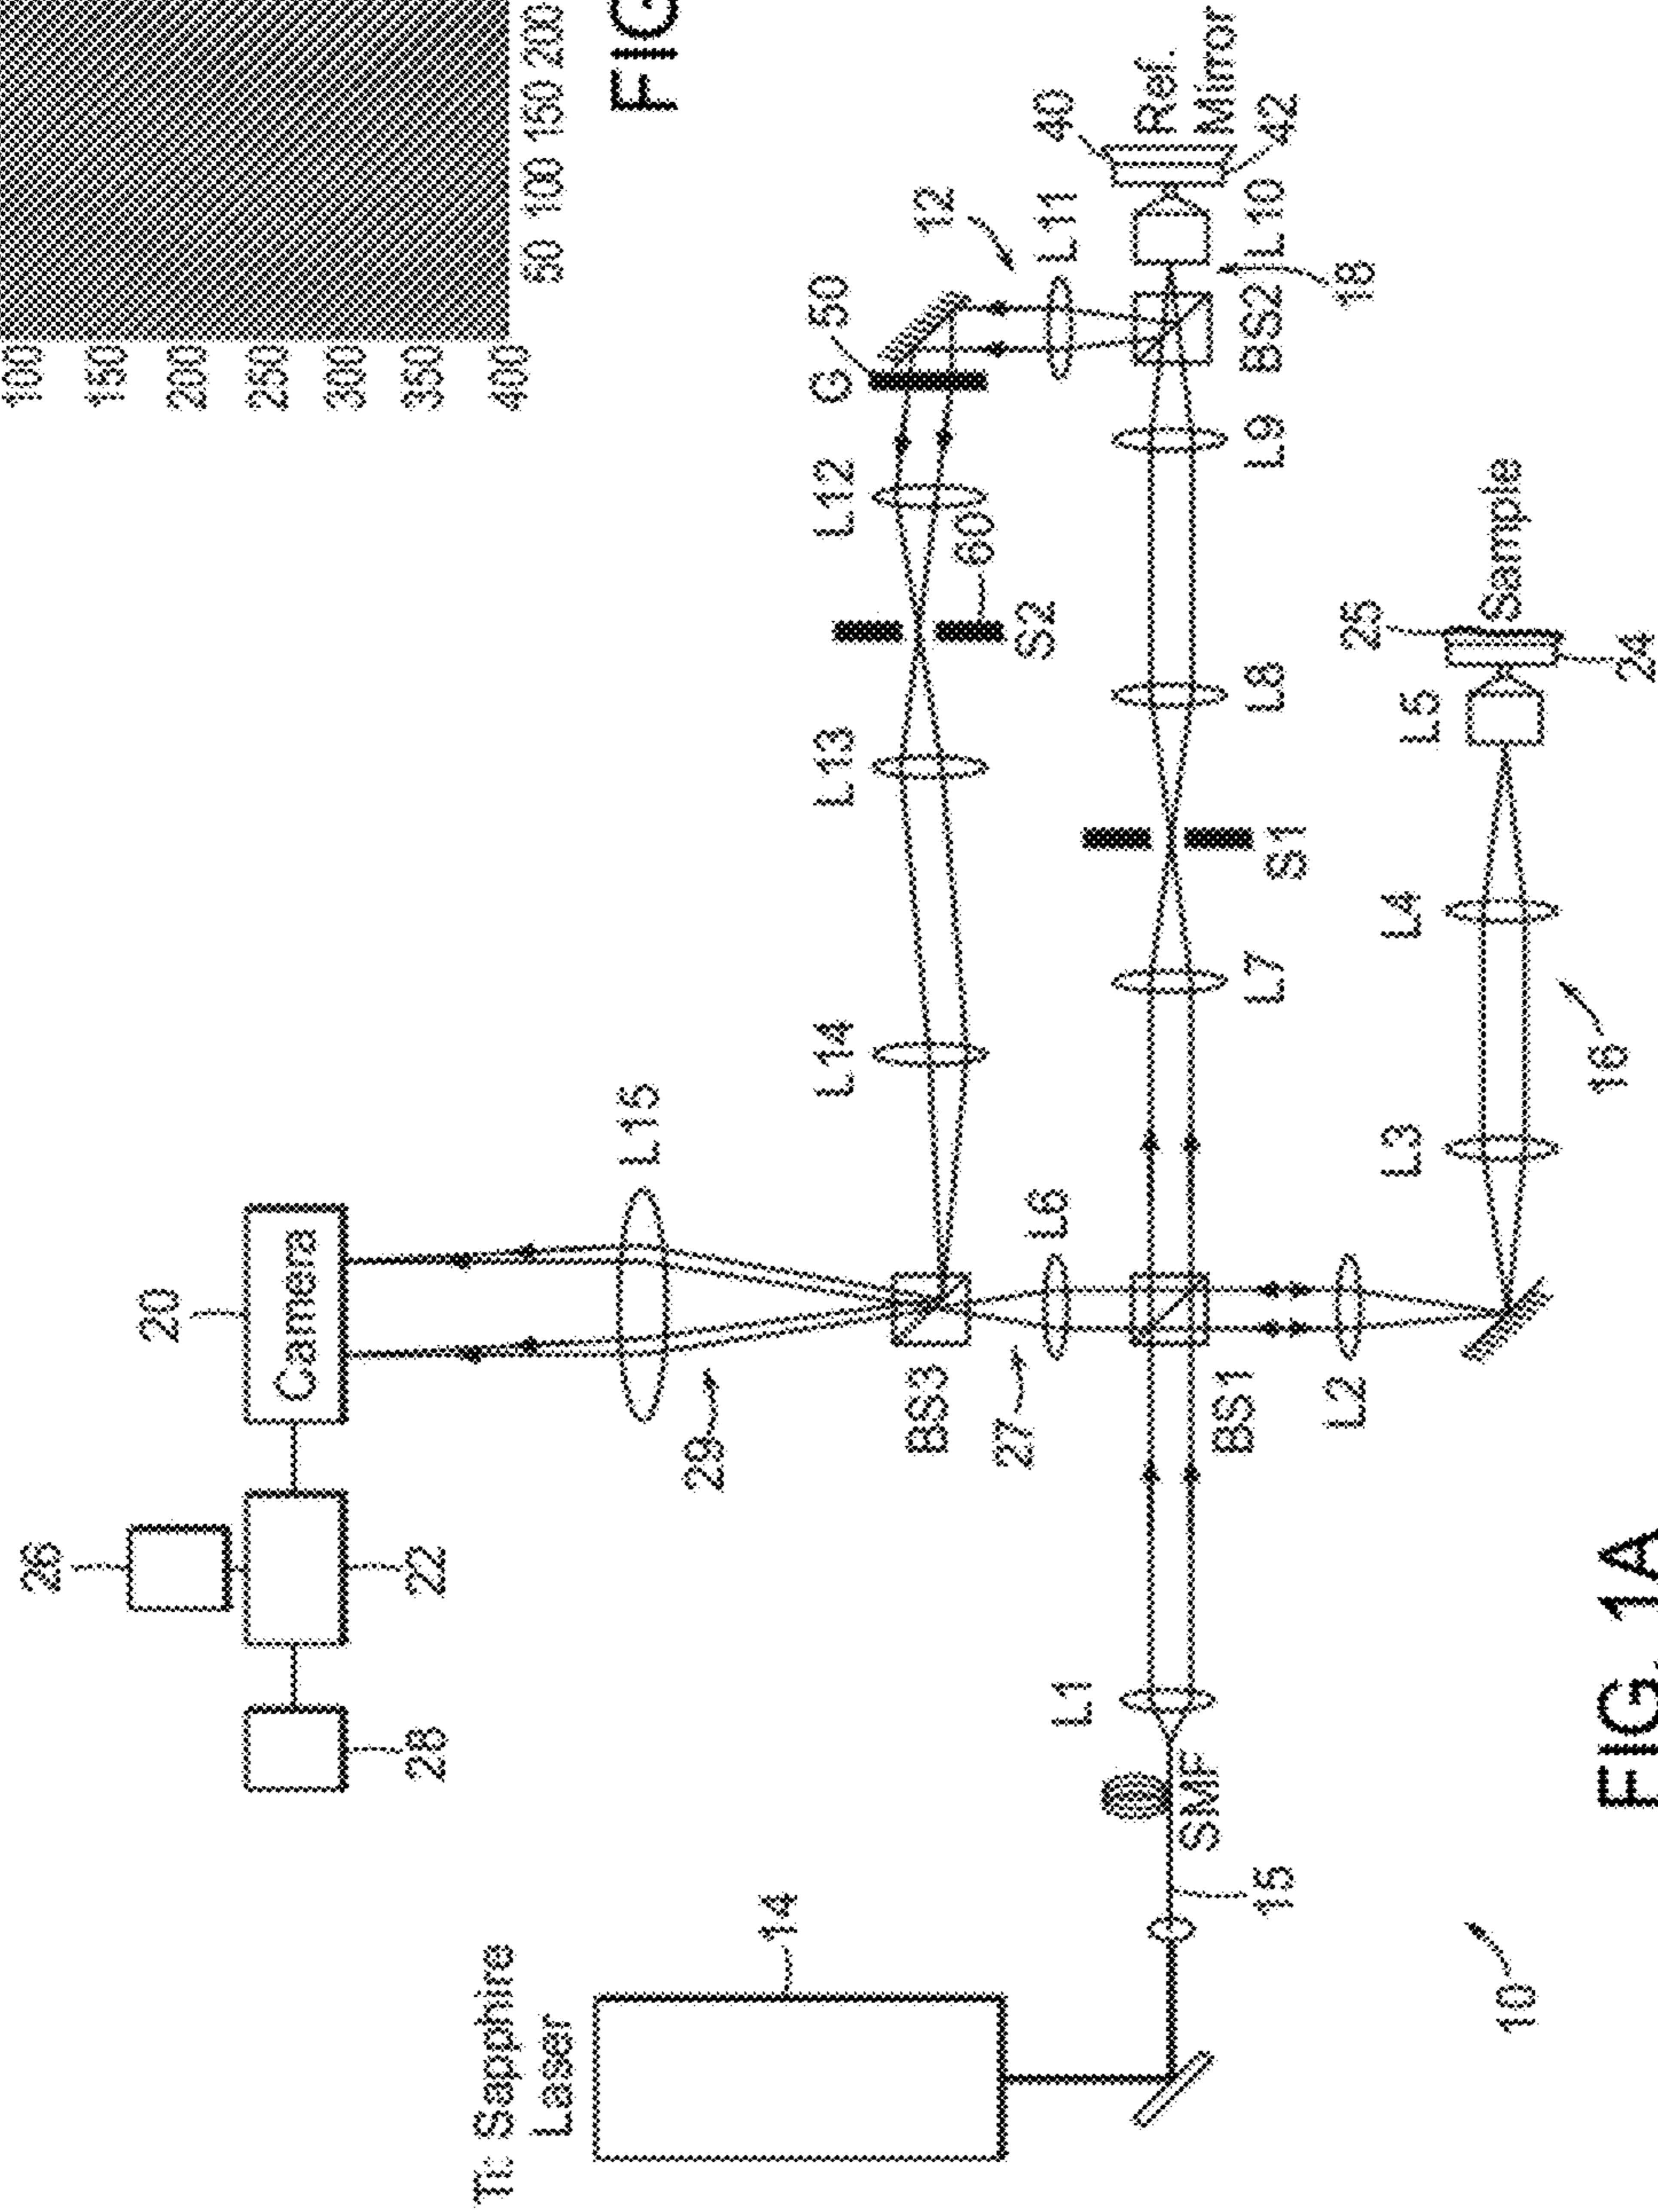 Ti: Sapphire
Laser
14
10
15
SMF
L1
28
22
26
20
Camera
L15
29
BS3
27
L6
BS1
L2
L14
L13
L12
60
S2
G
50
12
L11
40
Ref.
Mirror
42
L10
18
BS2
L9
L8
S1
L7
L3
L4
16
L5
25
Sample
24
FIG. 1A
100
150
200
250
300
350
400
50 100 150 200
FIG